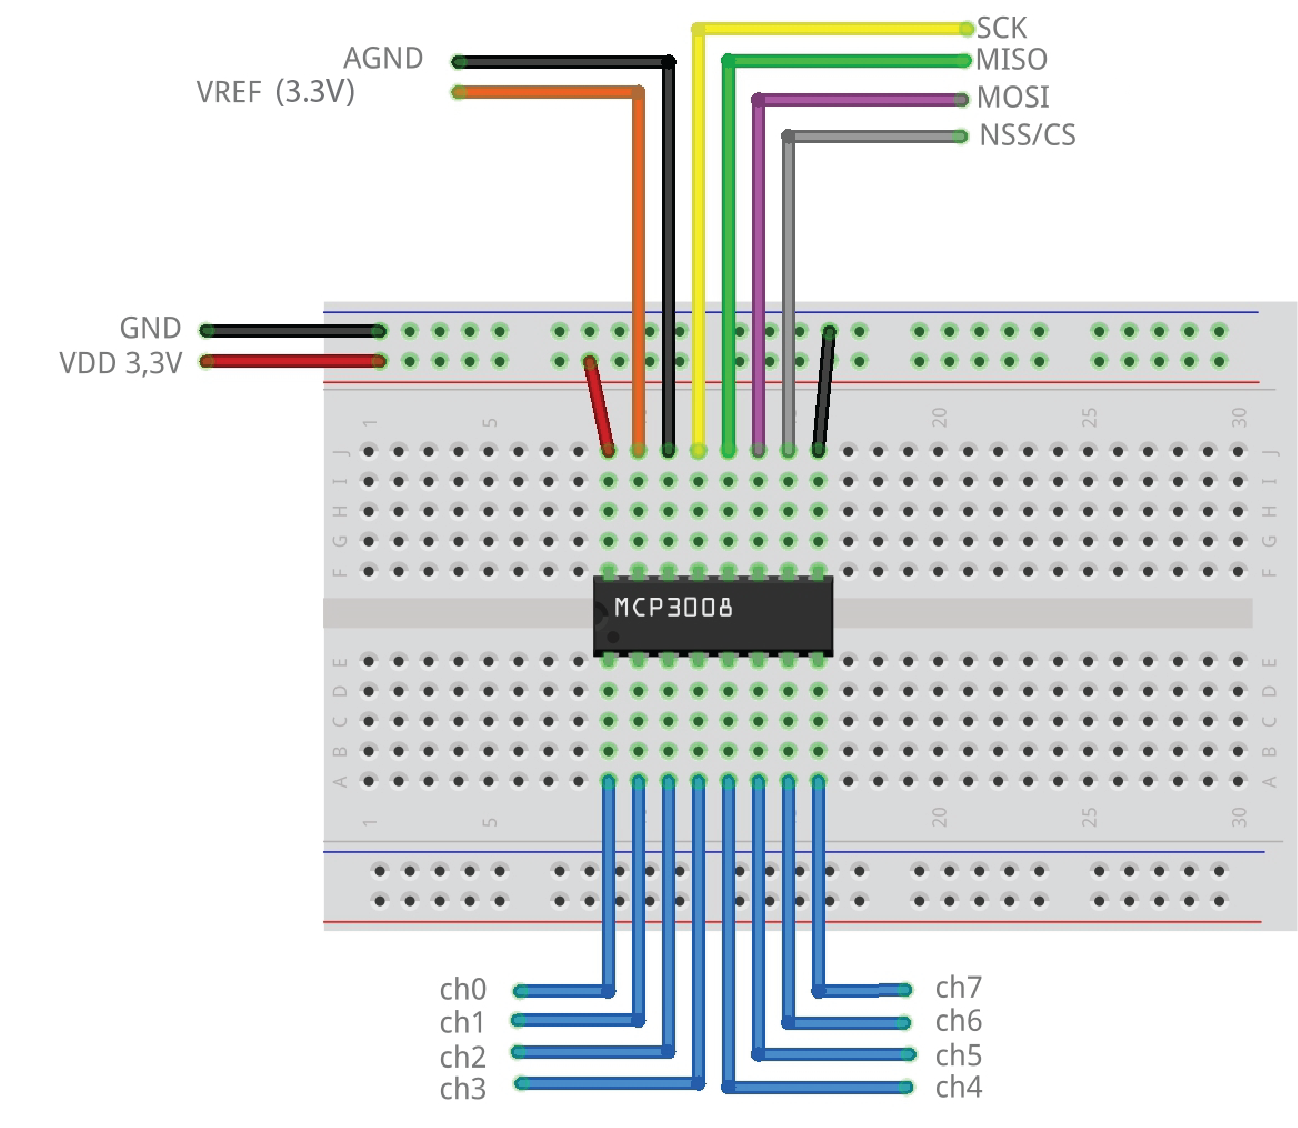 SCK
AGND
MISO
VREF (3.3V)
MOSI
NSS/CS
GND
VDD 3,3V
1 5 20 25 30
J J
I I
H H
G G
F F
MCP3008
E E
D D
C C
B B
A A
1 5 20 25 30
ch0 ch7
ch1 ch6
ch2 ch5
ch3 ch4